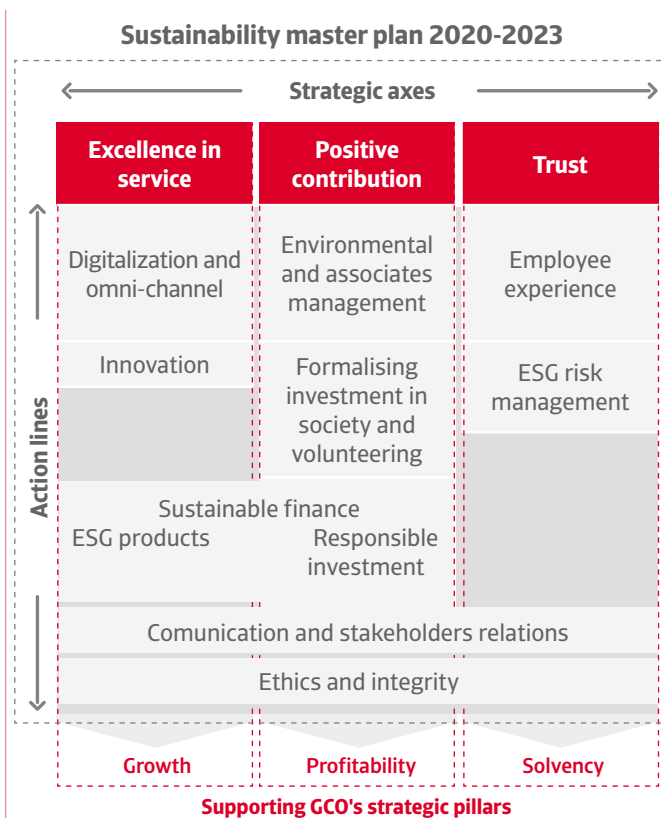 Sustainability master plan 2020-2023
Strategic axes
Excellence in
service
Positive
contribution
Trust
Action lines
Digitalization and
omni-channel
Environmental
and associates
management
Employee
experience
Innovation
Formalising
investment in
society and
volunteering
ESG risk
management
Sustainable finance
ESG products
Responsible
investment
Comunication and stakeholders relations
Ethics and integrity
Growth
Profitability
Solvency
Supporting GCO's strategic pillars